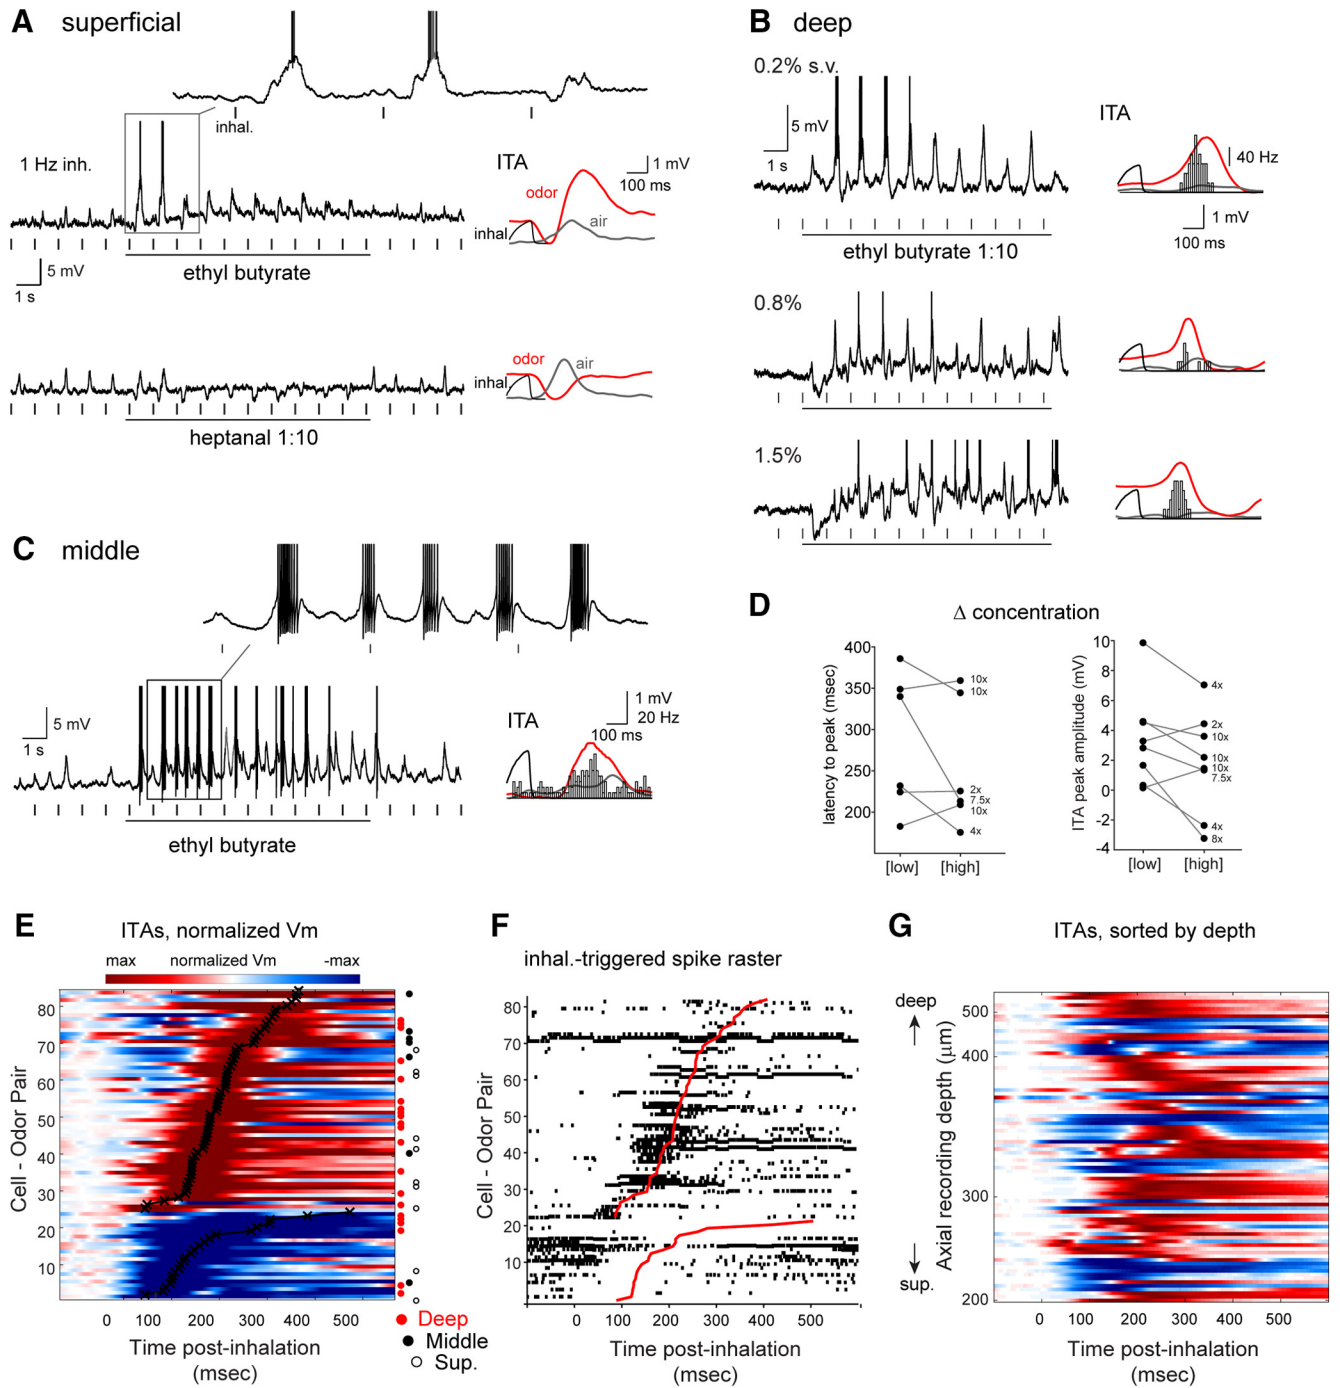 A superficial
inhal.
1 Hz inh.
5 mV
1 s
ethyl butyrate
ITA
1 mV
100 ms
odor
air
inhal.
heptanal 1:10
odor
air
inhal.
B deep
0.2% s.v.
5 mV
1 s
ethyl butyrate 1:10
ITA
40 Hz
1 mV
100 ms
0.8%
1.5%
C middle
5 mV
1 s
ethyl butyrate
ITA
1 mV
20 Hz
100 ms
D
Δ concentration
latency to peak (msec)
400
350
300
250
200
10x
10x
2x
7.5x
10x
4x
[low] [high]
ITA peak amplitude (mV)
10
8
6
4
2
0
-2
-4
4x
2x
10x
10x
10x
7.5x
4x
8x
[low] [high]
E ITAs, normalized Vm
max normalized Vm -max
Cell - Odor Pair
80
70
60
50
40
30
20
10
0 100 200 300 400 500
Time post-inhalation
(msec)
Deep
Middle
Sup.
F
inhal.-triggered spike raster
Cell - Odor Pair
80
70
60
50
40
30
20
10
0 100 200 300 400 500
Time post-inhalation
(msec)
G ITAs, sorted by depth
deep
sup.
Axial recording depth (µm)
500
400
300
200
0 100 200 300 400 500
Time post-inhalation
(msec)